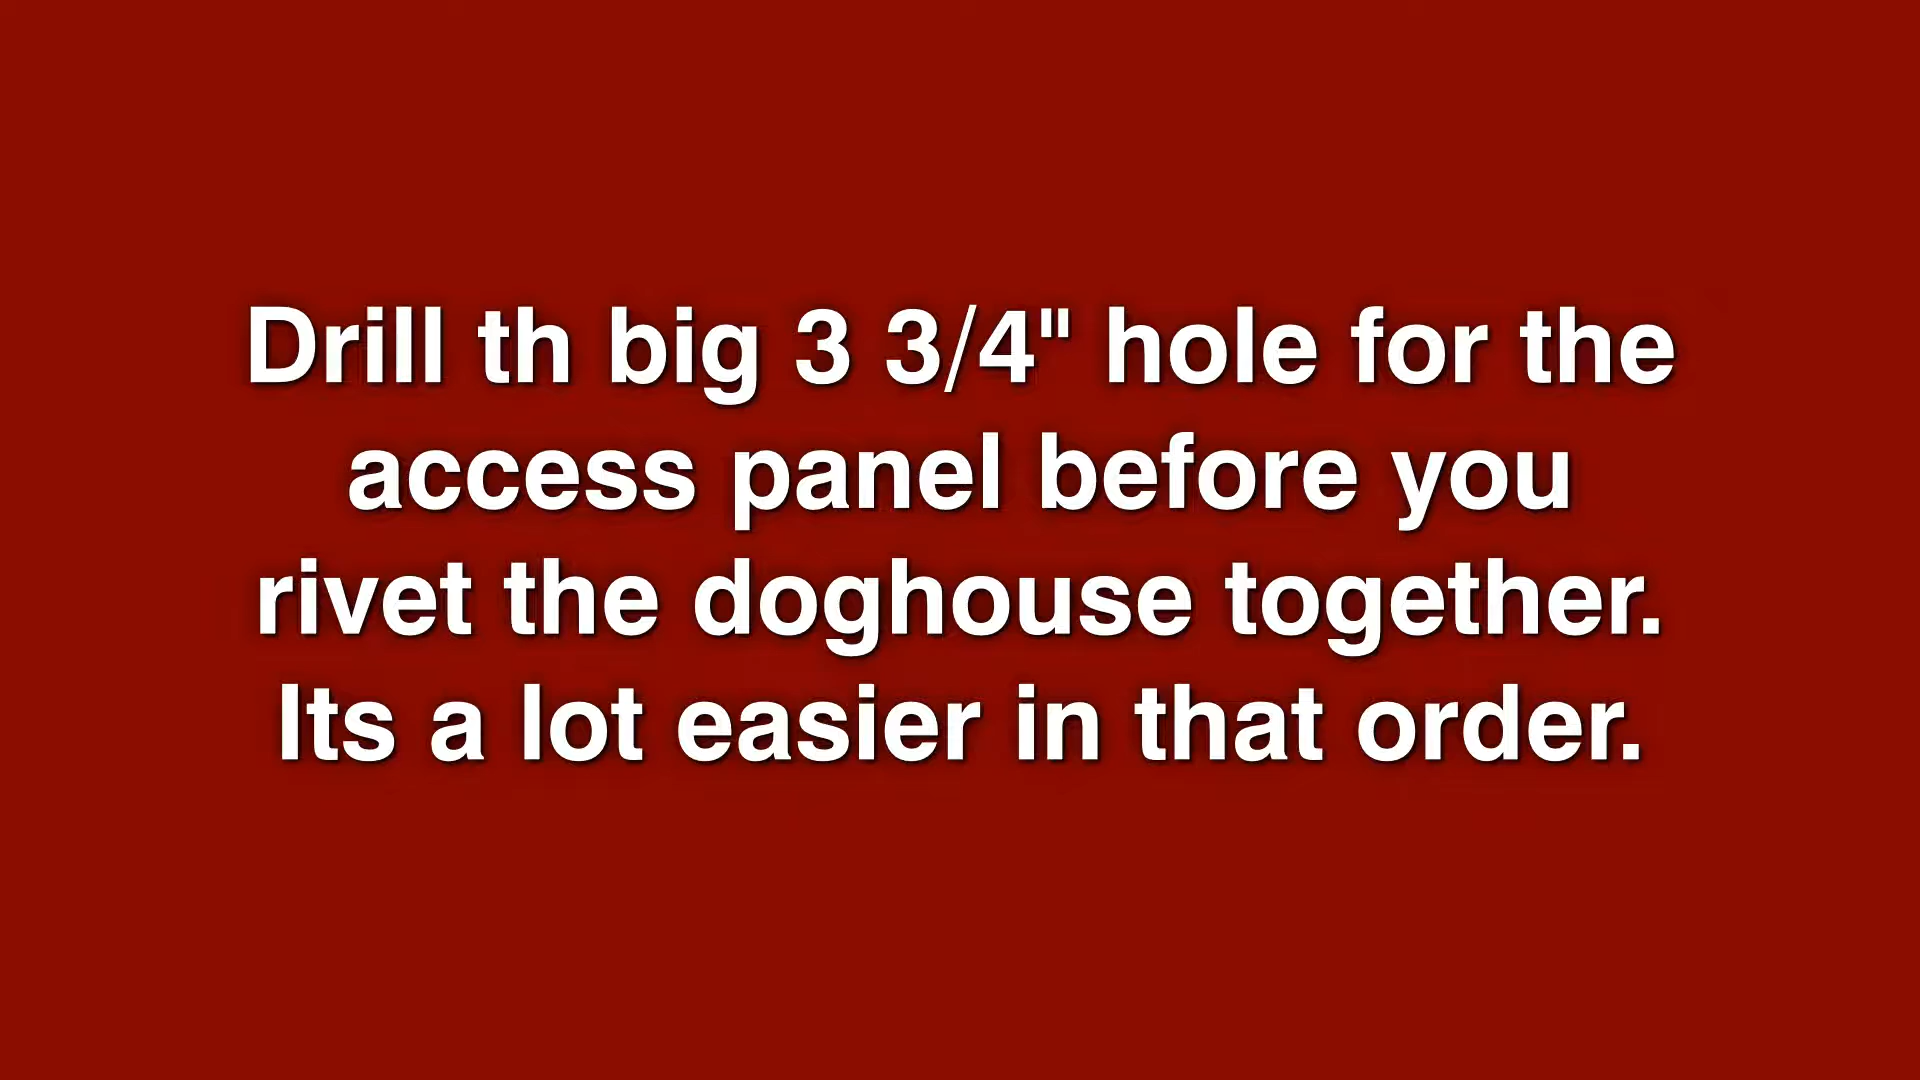 Drill th big 3 3/4" hole for the
access panel before you
rivet the doghouse together.
Its a lot easier in that order.